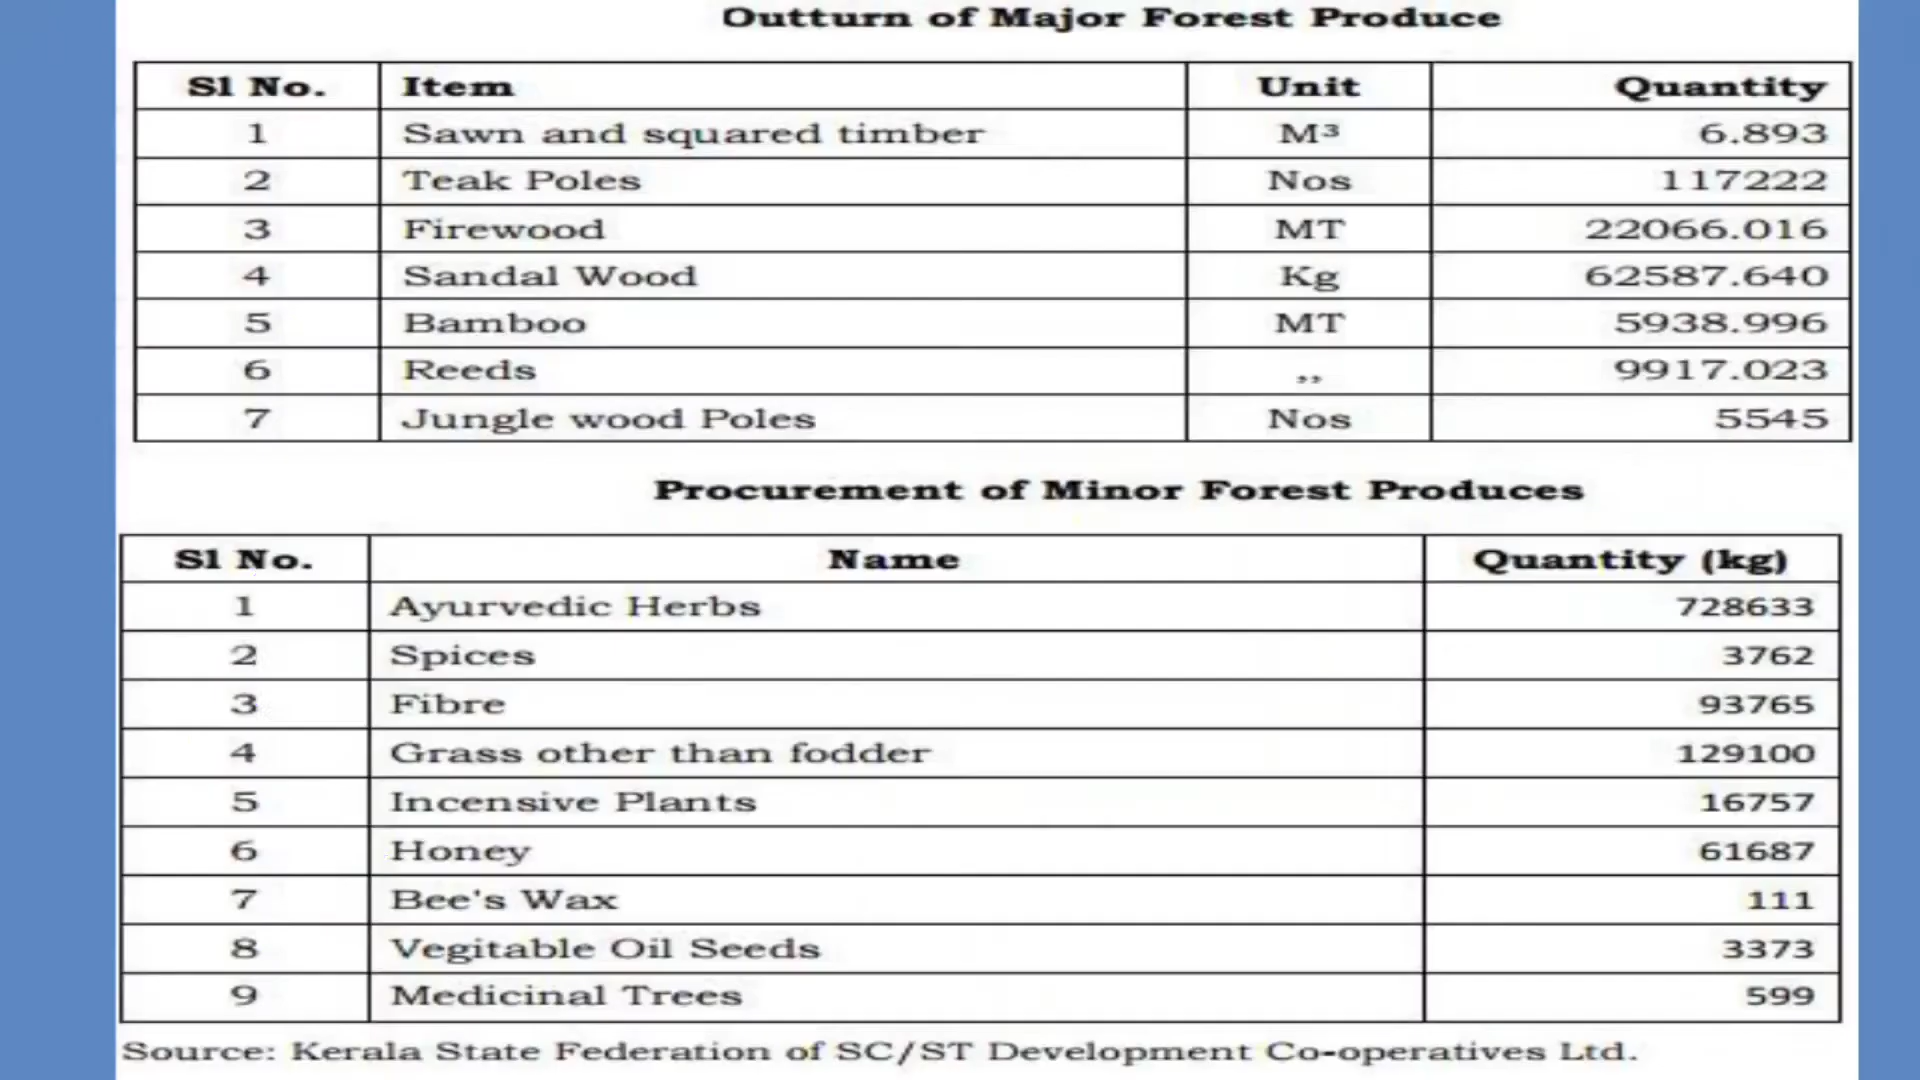 Outturn of Major Forest Produce
Sl No. Item Unit Quantity
1 Sawn and squared timber M³ 6.893
2 Teak Poles Nos 117222
3 Firewood MT 22066.016
4 Sandal Wood Kg 62587.640
5 Bamboo MT 5938.996
6 Reeds ,, 9917.023
7 Jungle wood Poles Nos 5545
Procurement of Minor Forest Produces
Sl No. Name Quantity (kg)
1 Ayurvedic Herbs 728633
2 Spices 3762
3 Fibre 93765
4 Grass other than fodder 129100
5 Incensive Plants 16757
6 Honey 61687
7 Bee's Wax 111
8 Vegitable Oil Seeds 3373
9 Medicinal Trees 599
Source: Kerala State Federation of SC/ST Development Co-operatives Ltd.